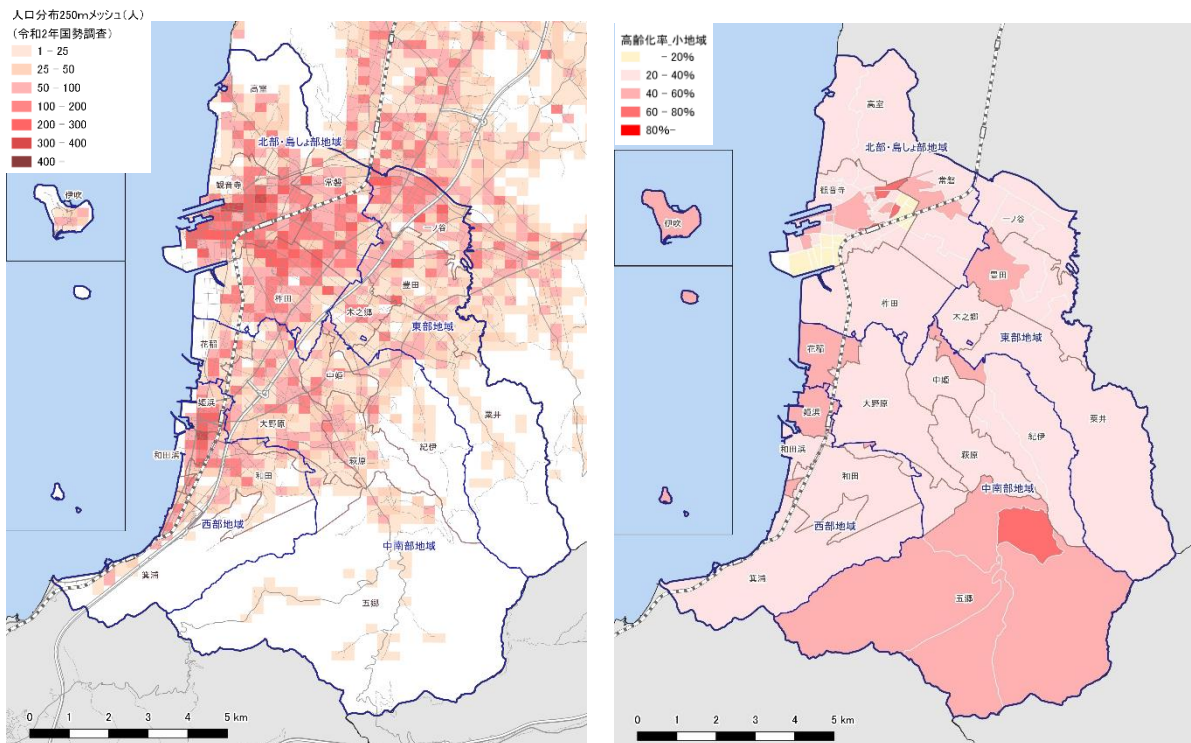 人口分布250mメッシュ(人)
(令和2年国勢調査)
1 - 25
25 - 50
50 - 100
100 - 200
200 - 300
300 - 400
400 -
高室
北部・島しょ部地域
観音寺
常磐
伊吹
一ノ谷
豊田
柞田
木之郷
東部地域
花稲
中姫
姫浜
粟井
大野原
紀伊
和田浜
萩原
和田
西部地域
中南部地域
箕浦
五郷
0 1 2 3 4 5 km
高齢化率_小地域
- 20%
20 - 40%
40 - 60%
60 - 80%
80%-
高室
北部・島しょ部地域
観音寺
常磐
伊吹
一ノ谷
豊田
柞田
木之郷
東部地域
花稲
中姫
姫浜
大野原
粟井
紀伊
和田浜
萩原
和田
中南部地域
西部地域
箕浦
五郷
0 1 2 3 4 5 km